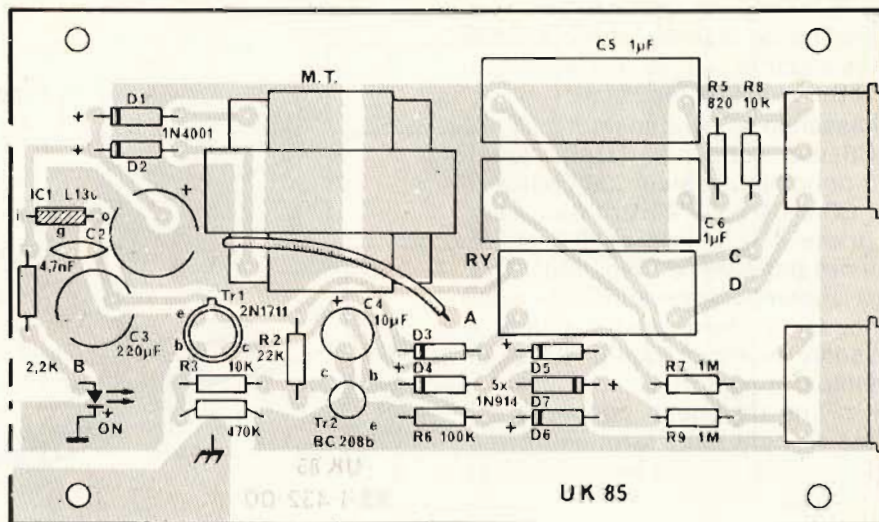 C5 1µF
M.T.
R5 R8
820 10K
D1
+
1N4001
+
D2
IC1
+
i o
g C2
4,7nF
C6
1µF
RY C
D
Tr1
2N1711
e
+
C4
10µF
A
C3
220µF
b c
R2
22K
D3 +
D5
2,2K B
R3 10K
c b
+
D4
5x
1N914
+
D7
R7 1M
+
ON
470K
Tr2
e
BC 208b
R6 100K
+
D6
R9 1M
UK 85
UK 85